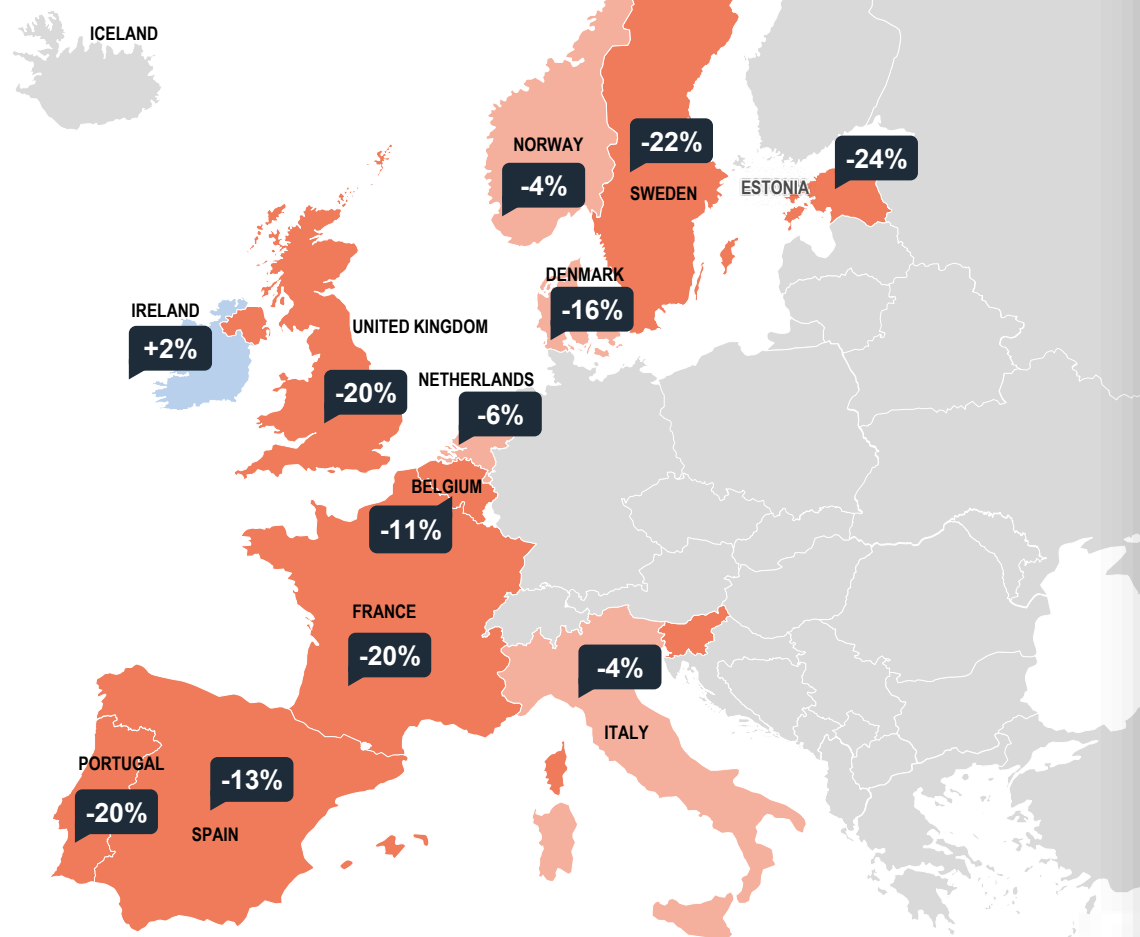 ICELAND
NORWAY
-4%
-22%
SWEDEN
-24%
ESTONIA
DENMARK
-16%
IRELAND
+2%
UNITED KINGDOM
-20%
NETHERLANDS
-6%
BELGIUM
-11%
FRANCE
-20%
-4%
ITALY
PORTUGAL
-20%
-13%
SPAIN